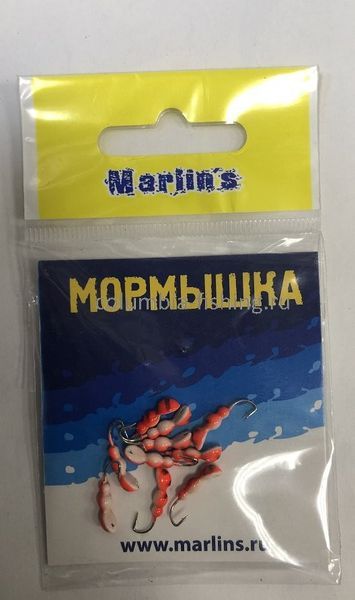 Marlin's
МОРМЫШКА
columbia-fishing.ru
www.marlins.ru